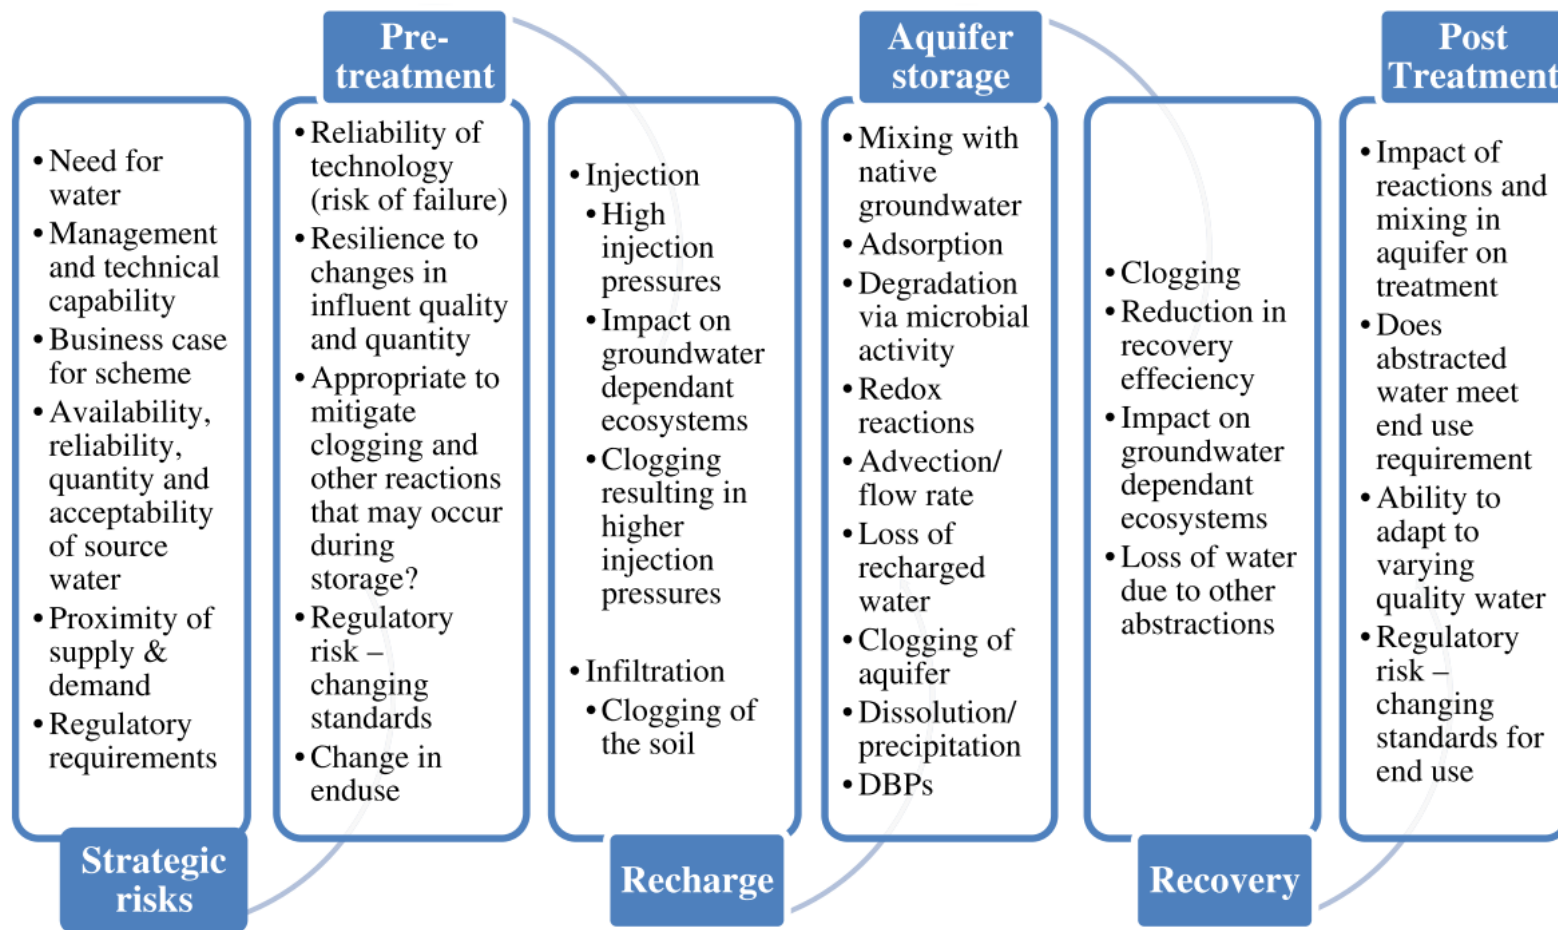 Strategic
risks
• Need for
water
• Management
and technical
capability
• Business case
for scheme
• Availability,
reliability,
quantity and
acceptability
of source
water
• Proximity of
supply &
demand
• Regulatory
requirements
Pre-
treatment
• Reliability of
technology
(risk of failure)
• Resilience to
changes in
influent quality
and quantity
• Appropriate to
mitigate
clogging and
other reactions
that may occur
during
storage?
• Regulatory
risk –
changing
standards
• Change in
enduse
Recharge
• Injection
• High
injection
pressures
• Impact on
groundwater
dependant
ecosystems
• Clogging
resulting in
higher
injection
pressures
• Infiltration
• Clogging of
the soil
Aquifer
storage
• Mixing with
native
groundwater
• Adsorption
• Degradation
via microbial
activity
• Redox
reactions
• Advection/
flow rate
• Loss of
recharged
water
• Clogging of
aquifer
• Dissolution/
precipitation
• DBPs
Recovery
• Clogging
• Reduction in
recovery
effeciency
• Impact on
groundwater
dependant
ecosystems
• Loss of water
due to other
abstractions
Post
Treatment
• Impact of
reactions and
mixing in
aquifer on
treatment
• Does
abstracted
water meet
end use
requirement
• Ability to
adapt to
varying
quality water
• Regulatory
risk –
changing
standards for
end use